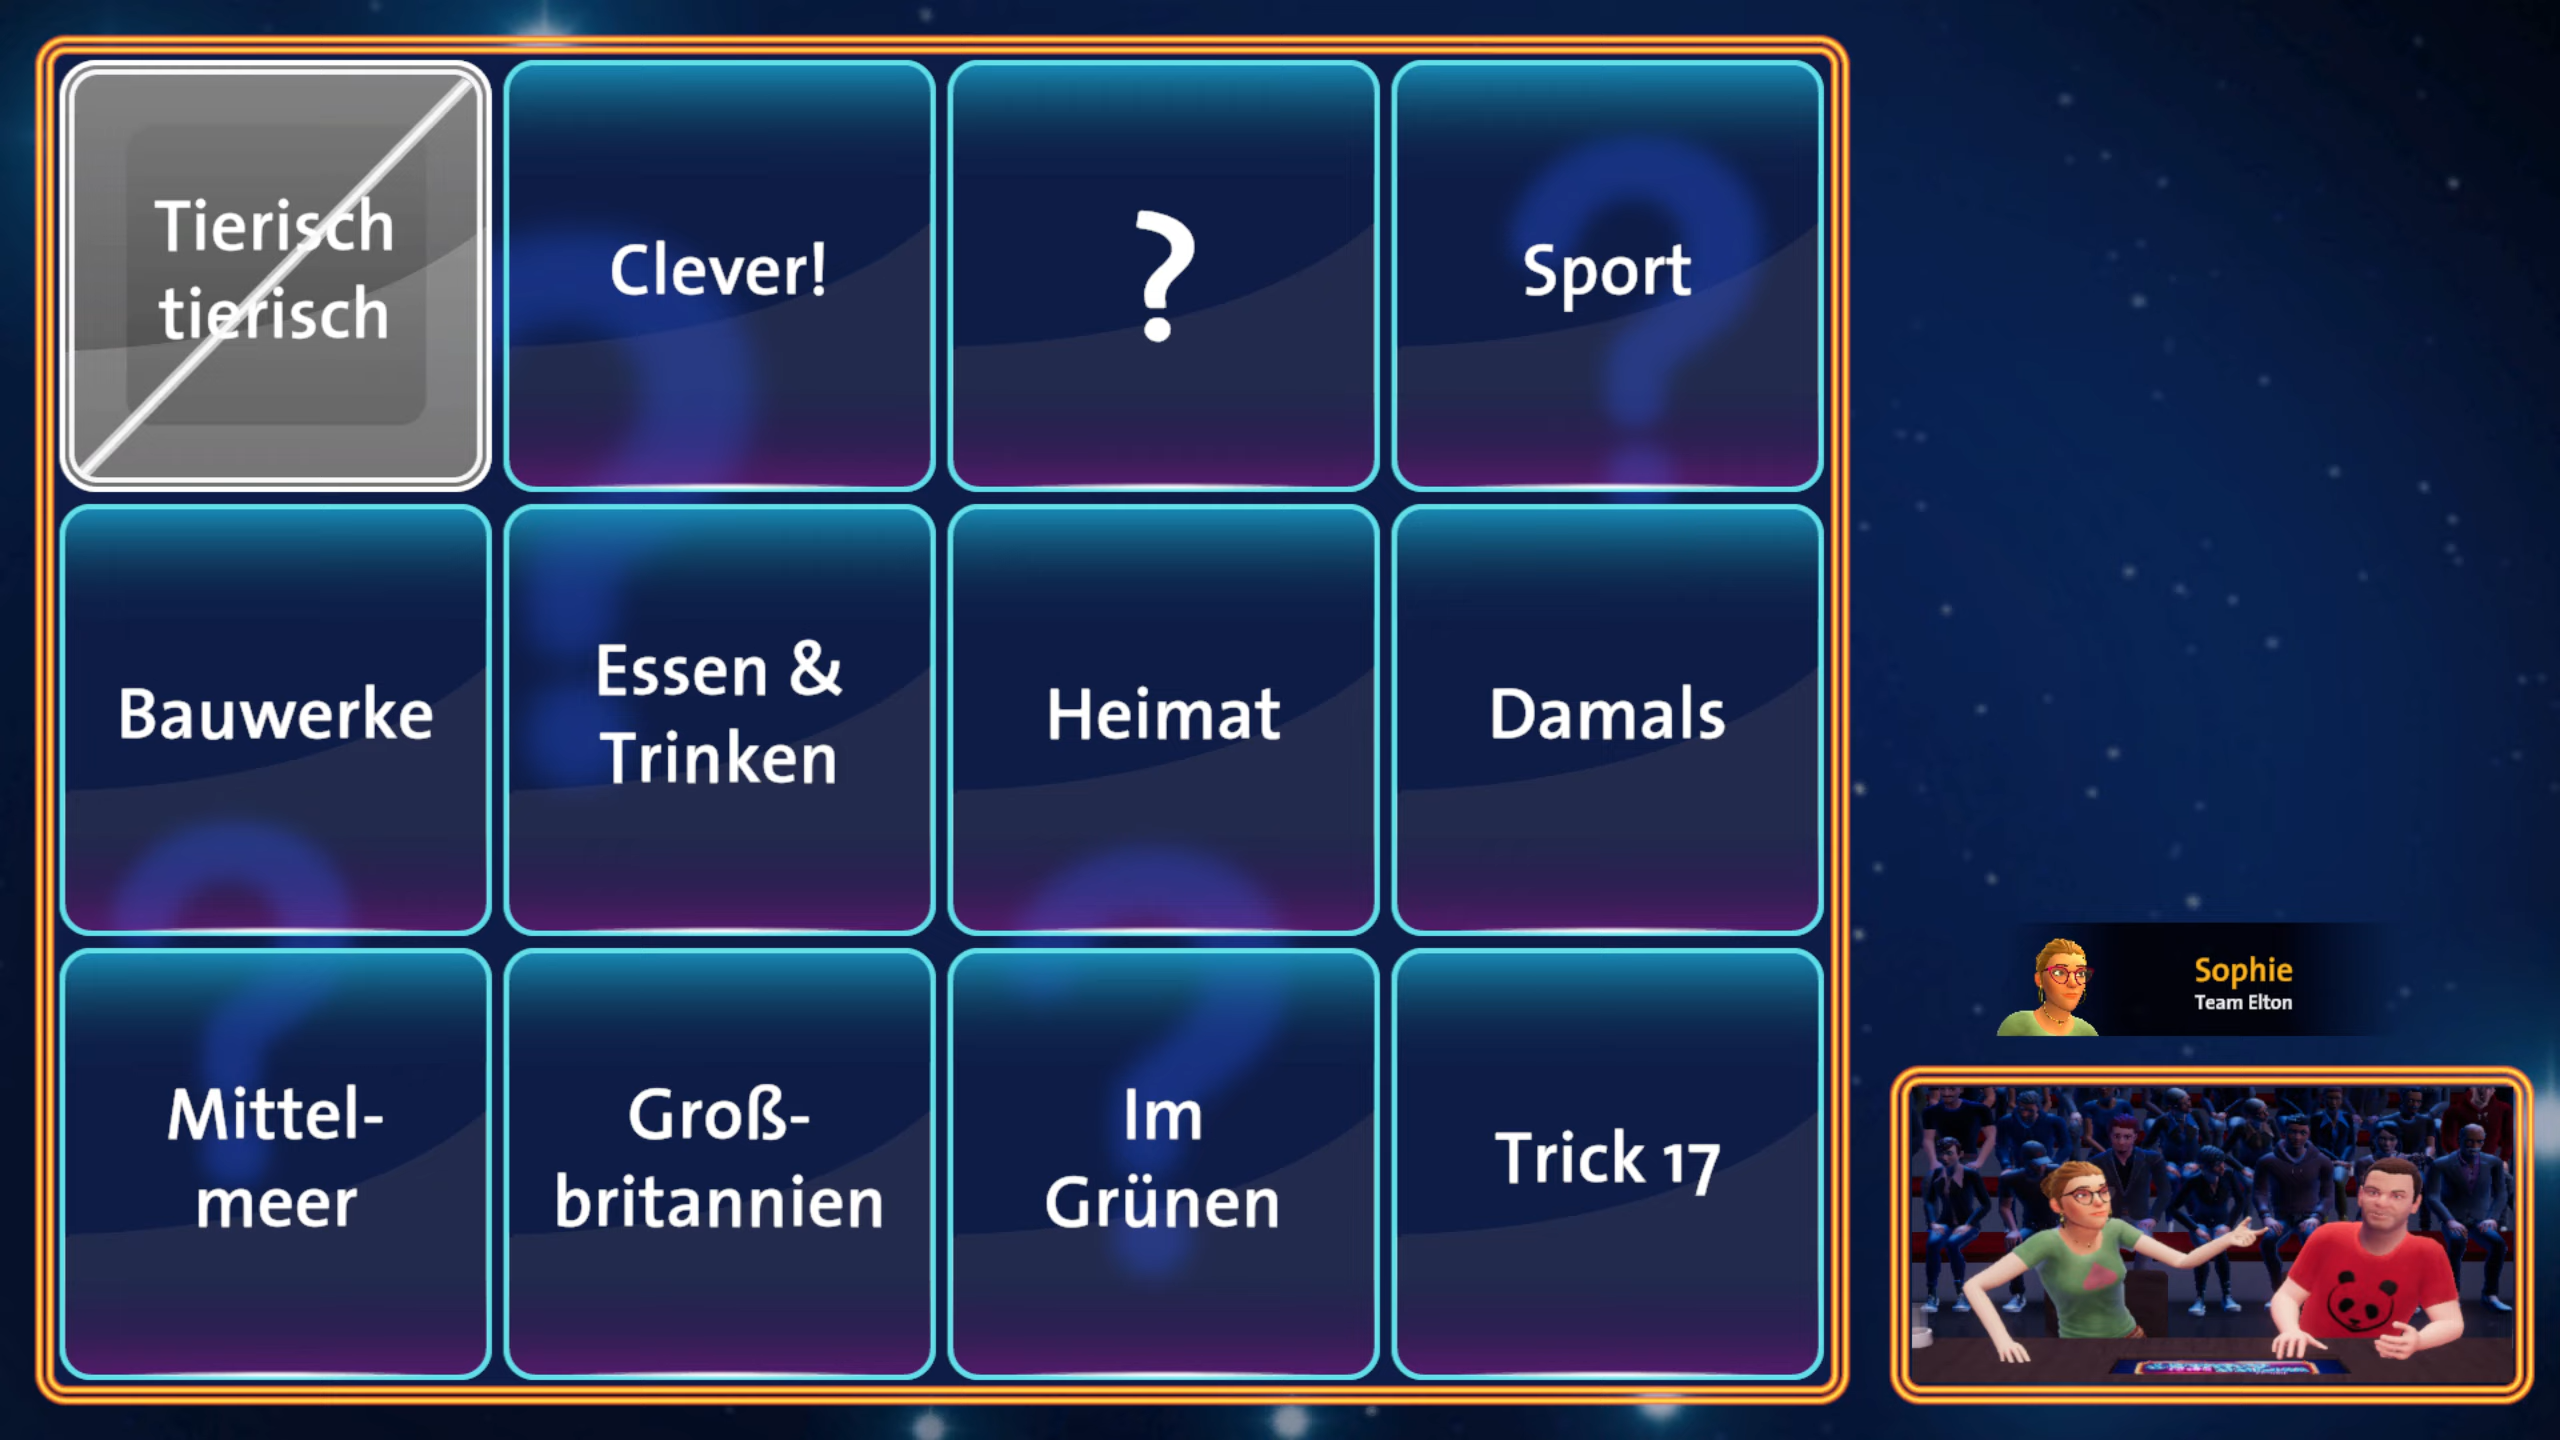 Tierisch
tierisch
Clever!
?
Sport
Bauwerke
Essen &
Trinken
Heimat
Damals
Mittel-
meer
Groß-
britannien
Im
Grünen
Trick 17
Sophie
Team Elton